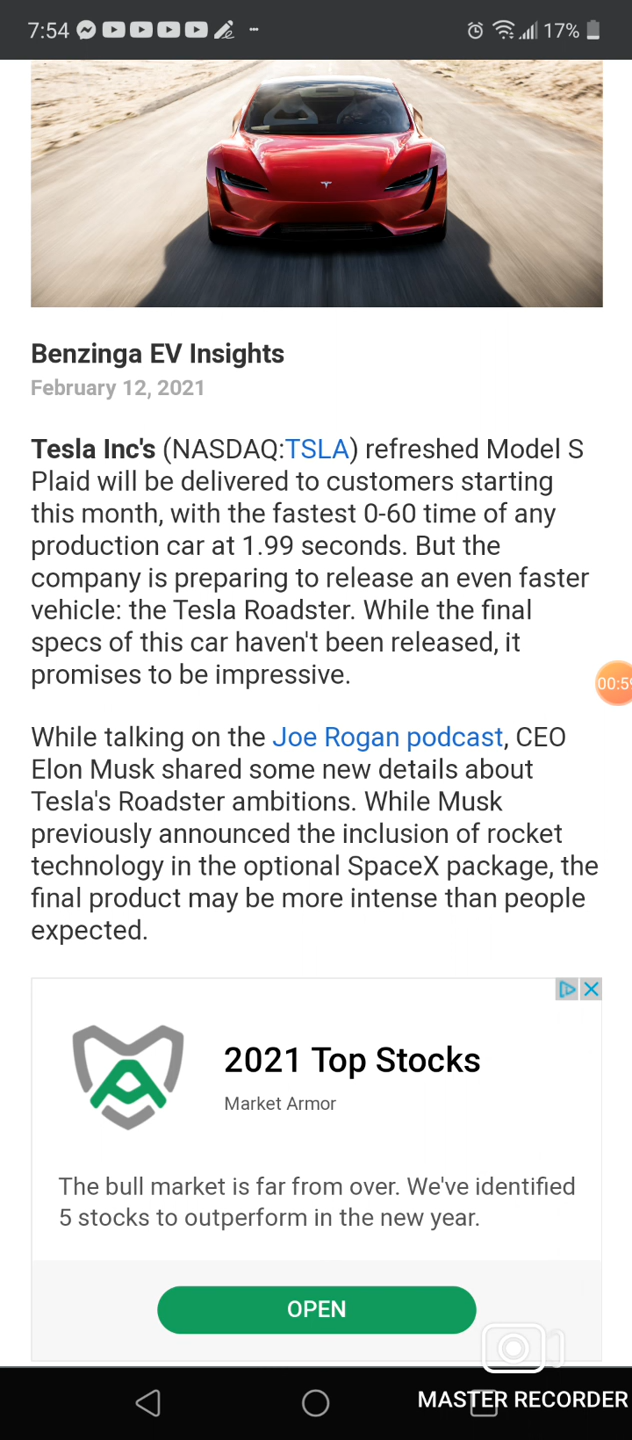 7:54
17%
Benzinga EV Insights
February 12, 2021
Tesla Inc's (NASDAQ:TSLA) refreshed Model S
Plaid will be delivered to customers starting
this month, with the fastest 0-60 time of any
production car at 1.99 seconds. But the
company is preparing to release an even faster
vehicle: the Tesla Roadster. While the final
specs of this car haven't been released, it
promises to be impressive.
00:59
While talking on the Joe Rogan podcast, CEO
Elon Musk shared some new details about
Tesla's Roadster ambitions. While Musk
previously announced the inclusion of rocket
technology in the optional SpaceX package, the
final product may be more intense than people
expected.
2021 Top Stocks
Market Armor
The bull market is far from over. We've identified
5 stocks to outperform in the new year.
OPEN
MASTER RECORDER